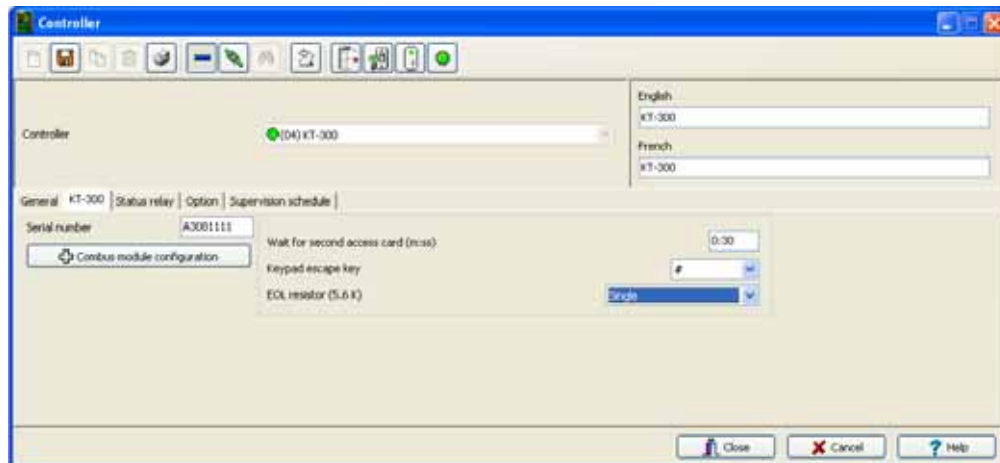 Controller
English
KT-300
Controller
(04) KT-300
French
KT-300
General KT-300 Status relay Option Supervision schedule
Serial number A3081111
Combus module configuration
Wait for second access card (m:ss) 0:30
Keypad escape key #
EOL resistor (5.6 K) Single
Close Cancel Help